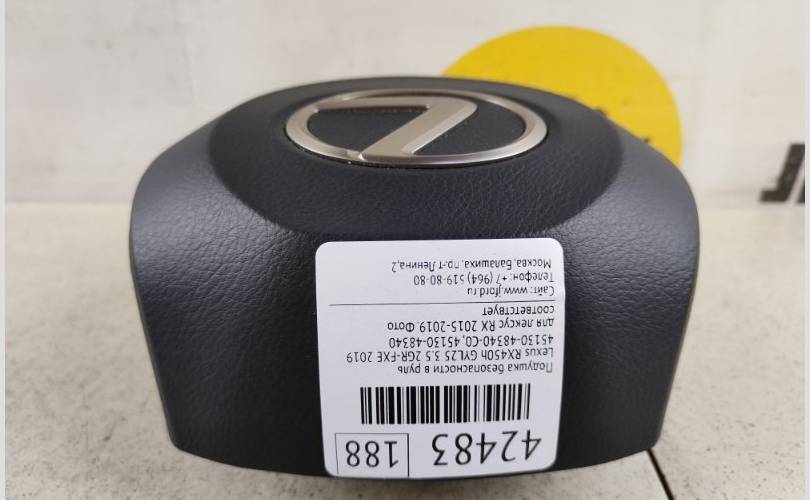 42483 188
Подушка безопасности в руль
Lexus RX450h GYL25 3.5 2GR-FXE 2019
45130-48340-C0, 45130-48340
для лексус RX 2015-2019. Фото
соответствует
Сайт: www.jford.ru
Телефон: +7 (964) 519-80-80
Москва, Балашиха, пр-т Ленина,2